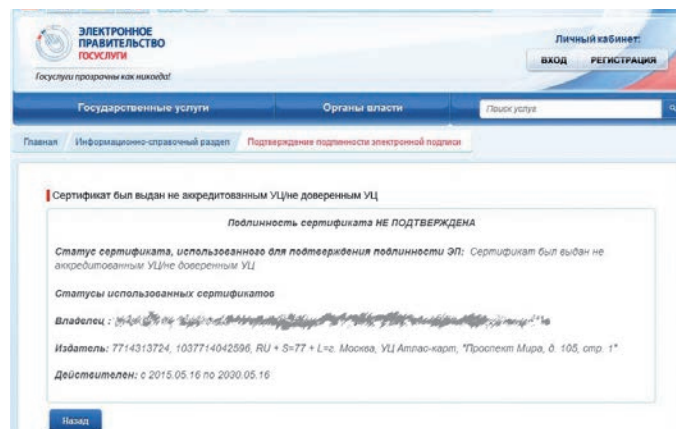 ЭЛЕКТРОННОЕ
ПРАВИТЕЛЬСТВО
ГОСУСЛУГИ
Госуслуги прозрачны как никогда!
Личный кабинет:
ВХОД РЕГИСТРАЦИЯ
Государственные услуги Органы власти Поиск услуг
Главная Информационно-справочный раздел Подтверждение подлинности электронной подписи
Сертификат был выдан не аккредитованным УЦ/не доверенным УЦ
Подлинность сертификата НЕ ПОДТВЕРЖДЕНА
Статус сертификата, использованного для подтверждения подлинности ЭП: Сертификат был выдан не
аккредитованным УЦ/не доверенным УЦ
Статусы использованных сертификатов
Владелец :
Издатель: 7714313724, 1037714042596, RU + S=77 + L=г. Москва, УЦ Атлас-карт, "Проспект Мира, д. 105, стр. 1"
Действителен: с 2015.05.16 по 2020.05.16
Назад